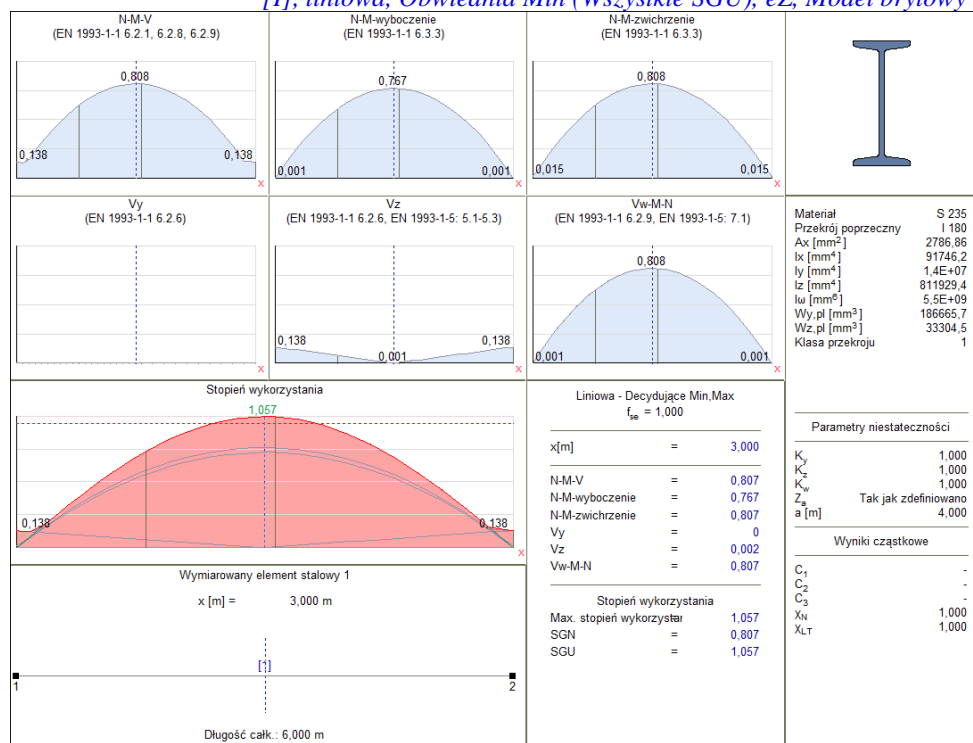 [1], liniowa, Obwiednia Min (Wszystkie SGU), eZ, Model bryłowy
N-M-V
(EN 1993-1-1 6.2.1, 6.2.8, 6.2.9)
0,808
0,138
0,138
x
N-M-wyboczenie
(EN 1993-1-1 6.3.3)
0,767
0,001
0,001
x
N-M-zwichrzenie
(EN 1993-1-1 6.3.3)
0,808
0,015
0,015
x
Vy
(EN 1993-1-1 6.2.6)
x
Vz
(EN 1993-1-1 6.2.6, EN 1993-1-5: 5.1-5.3)
0,138
0,001
0,138
x
Vw-M-N
(EN 1993-1-1 6.2.9, EN 1993-1-5: 7.1)
0,808
0,001
0,001
x
Materiał S 235
Przekrój poprzeczny I 180
Ax [mm²] 2786,86
Ix [mm⁴] 91746,2
Iy [mm⁴] 1,4E+07
Iz [mm⁴] 811929,4
Iω [mm⁶] 5,5E+09
Wy,pl [mm³] 186665,7
Wz,pl [mm³] 33304,5
Klasa przekroju 1
Stopień wykorzystania
1,057
0,138
0,138
x
Liniowa - Decydujące Min,Max
fse = 1,000
x[m] = 3,000
N-M-V = 0,807
N-M-wyboczenie = 0,767
N-M-zwichrzenie = 0,807
Vy = 0
Vz = 0,002
Vw-M-N = 0,807
Stopień wykorzystania
Max. stopień wykorzystar= 1,057
SGN = 0,807
SGU = 1,057
Parametry niestateczności
Ky 1,000
Kz 1,000
Kw 1,000
Za Tak jak zdefiniowano
a [m] 4,000
Wyniki cząstkowe
C1 -
C2 -
C3 -
χN 1,000
χLT 1,000
Wymiarowany element stalowy 1
x [m] = 3,000 m
[1]
1
2
Długość całk.: 6,000 m